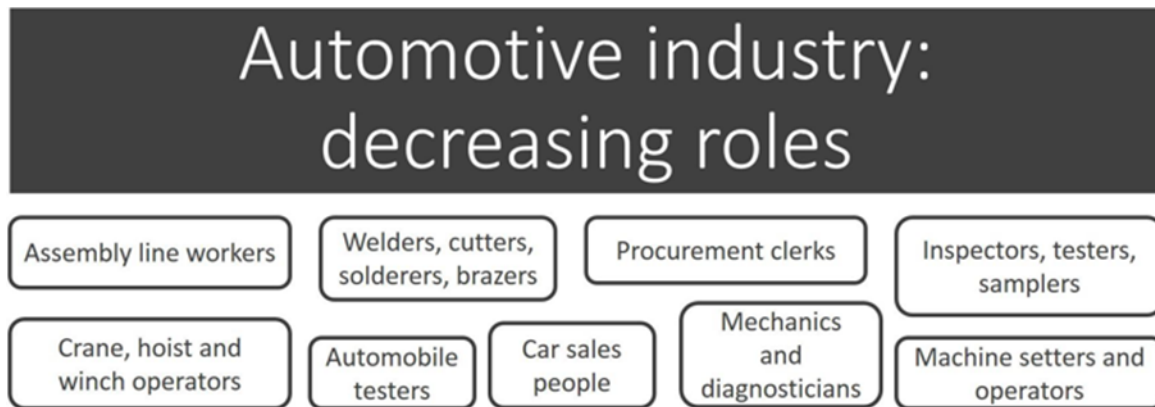 Automotive industry:
decreasing roles
Assembly line workers
Welders, cutters,
solderers, brazers
Procurement clerks
Inspectors, testers,
samplers
Crane, hoist and
winch operators
Automobile
testers
Car sales
people
Mechanics
and
diagnosticians
Machine setters and
operators